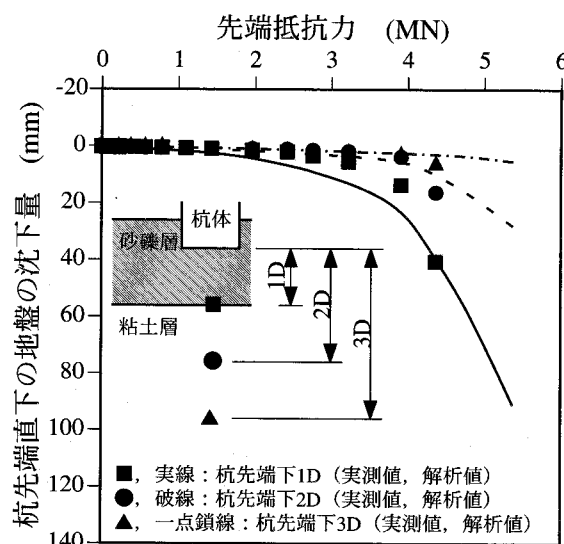 先端抵抗力 (MN)
0 1 2 3 4 5 6
杭先端直下の地盤の沈下量 (mm)
-20
0
20
40
60
80
100
120
140
杭体
砂礫層
粘土層
1D
2D
3D
■, 実線：杭先端下1D（実測値, 解析値）
●, 破線：杭先端下2D（実測値, 解析値）
▲, 一点鎖線：杭先端下3D（実測値, 解析値）